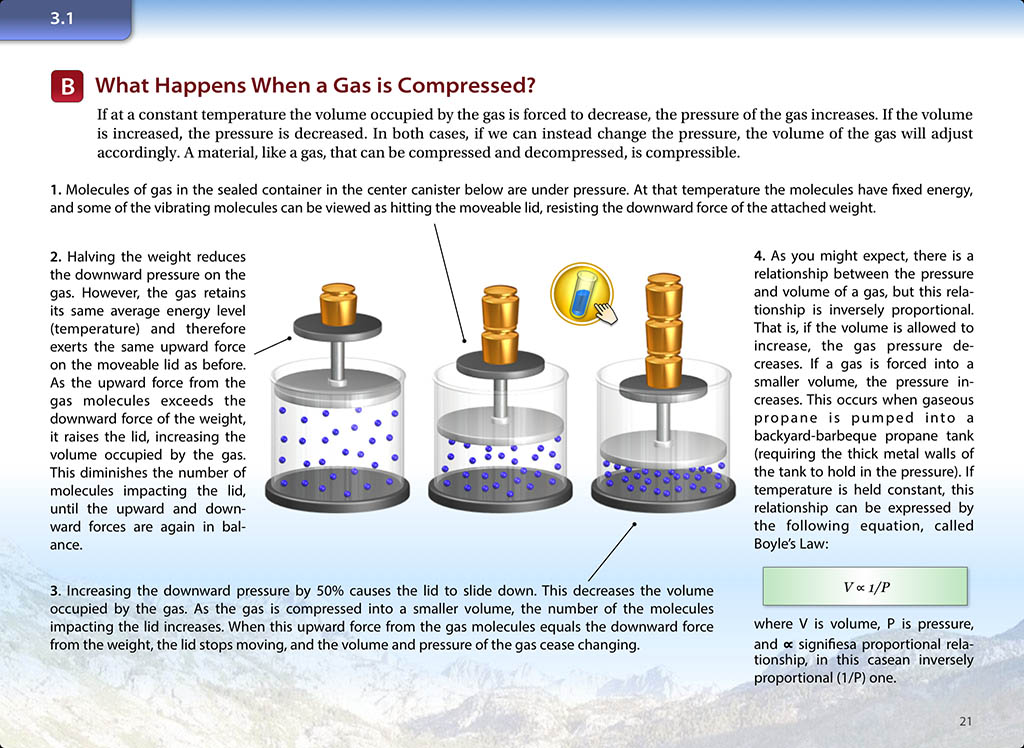 3.1
B What Happens When a Gas is Compressed?
If at a constant temperature the volume occupied by the gas is forced to decrease, the pressure of the gas increases. If the volume
is increased, the pressure is decreased. In both cases, if we can instead change the pressure, the volume of the gas will adjust
accordingly. A material, like a gas, that can be compressed and decompressed, is compressible.
1. Molecules of gas in the sealed container in the center canister below are under pressure. At that temperature the molecules have fixed energy,
and some of the vibrating molecules can be viewed as hitting the moveable lid, resisting the downward force of the attached weight.
2. Halving the weight reduces
the downward pressure on the
gas. However, the gas retains
its same average energy level
(temperature) and therefore
exerts the same upward force
on the moveable lid as before.
As the upward force from the
gas molecules exceeds the
downward force of the weight,
it raises the lid, increasing the
volume occupied by the gas.
This diminishes the number of
molecules impacting the lid,
until the upward and down-
ward forces are again in bal-
ance.
3. Increasing the downward pressure by 50% causes the lid to slide down. This decreases the volume
occupied by the gas. As the gas is compressed into a smaller volume, the number of the molecules
impacting the lid increases. When this upward force from the gas molecules equals the downward force
from the weight, the lid stops moving, and the volume and pressure of the gas cease changing.
4. As you might expect, there is a
relationship between the pressure
and volume of a gas, but this rela-
tionship is inversely proportional.
That is, if the volume is allowed to
increase, the gas pressure de-
creases. If a gas is forced into a
smaller volume, the pressure in-
creases. This occurs when gaseous
propane is pumped into a
backyard-barbeque propane tank
(requiring the thick metal walls of
the tank to hold in the pressure). If
temperature is held constant, this
relationship can be expressed by
the following equation, called
Boyle's Law:
V ∝ 1/P
where V is volume, P is pressure,
and ∝ signifiesa proportional rela-
tionship, in this casean inversely
proportional (1/P) one.
21